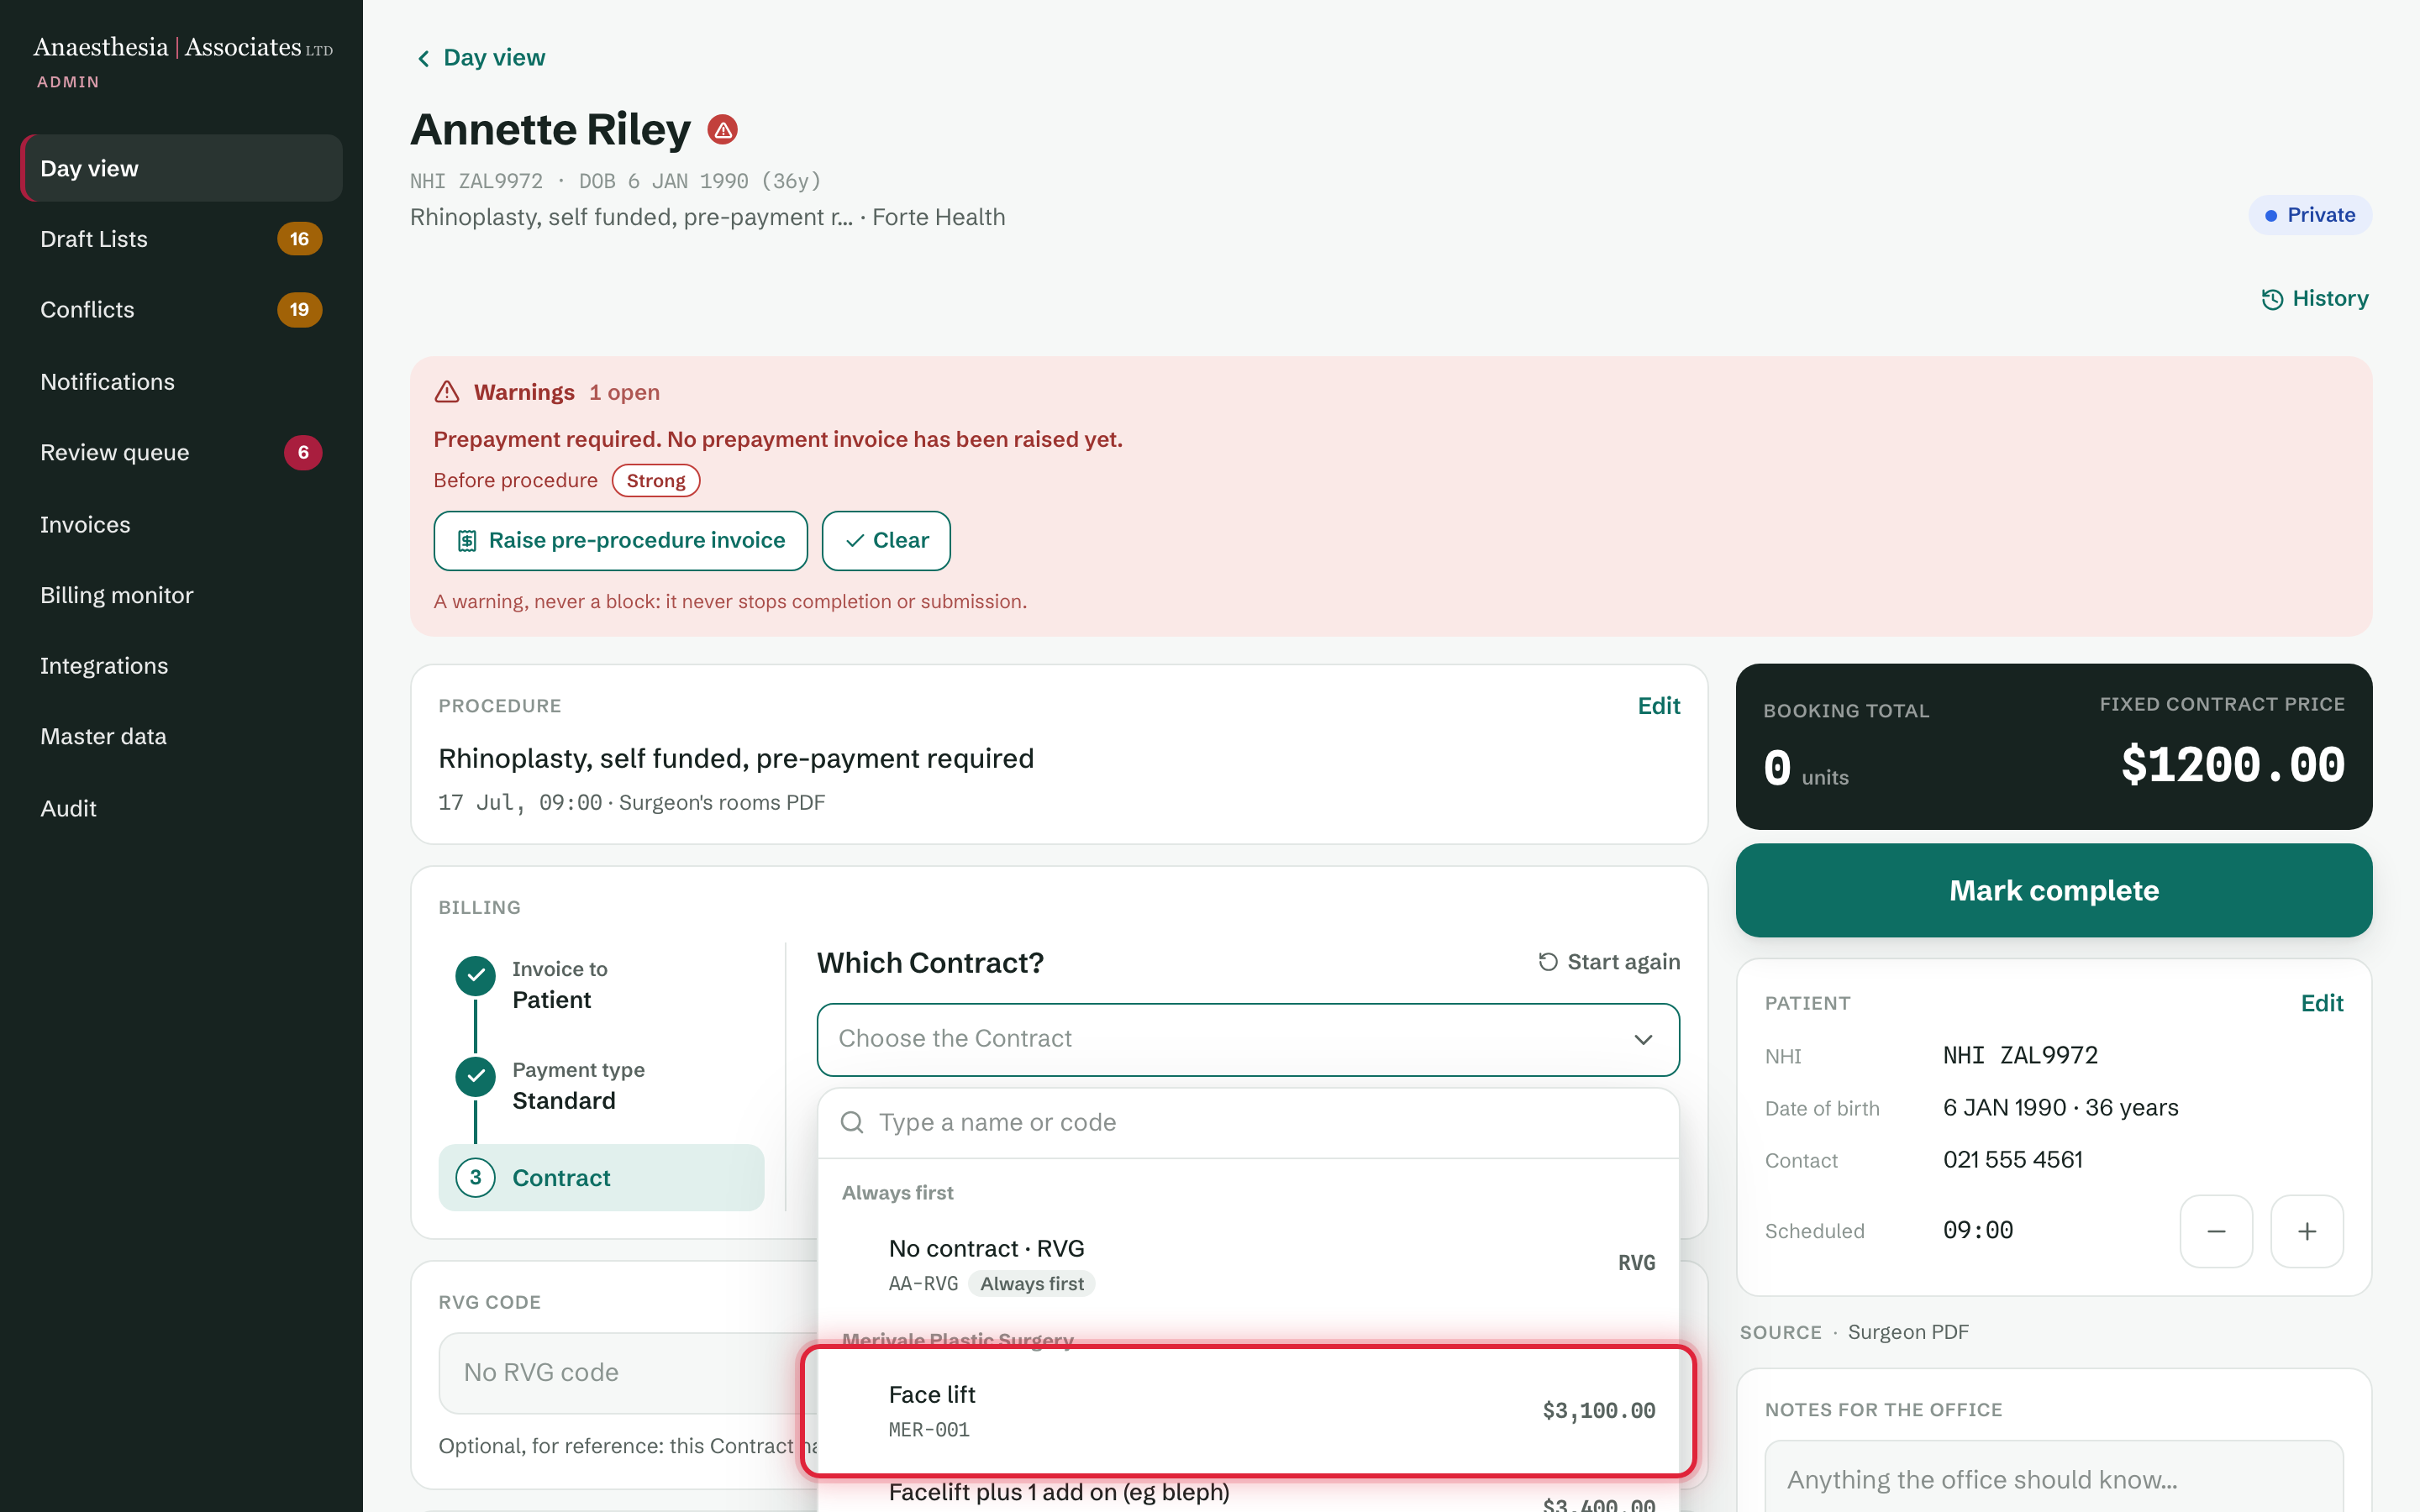 Anaesthesia | Associates LTD
ADMIN
Day view
Draft Lists 16
Conflicts 19
Notifications
Review queue 6
Invoices
Billing monitor
Integrations
Master data
Audit
Day view
Annette Riley
NHI ZAL9972 · DOB 6 JAN 1990 (36y)
Rhinoplasty, self funded, pre-payment r... · Forte Health
Private
History
Warnings 1 open
Prepayment required. No prepayment invoice has been raised yet.
Before procedure Strong
Raise pre-procedure invoice
Clear
A warning, never a block: it never stops completion or submission.
PROCEDURE
Edit
Rhinoplasty, self funded, pre-payment required
17 Jul, 09:00 · Surgeon's rooms PDF
BILLING
Invoice to
Patient
Payment type
Standard
3 Contract
Which Contract?
Start again
Choose the Contract
Type a name or code
Always first
No contract · RVG
AA-RVG Always first
RVG
Merivale Plastic Surgery
Face lift
MER-001
$3,100.00
Facelift plus 1 add on (eg bleph)
$3,400.00
RVG CODE
No RVG code
Optional, for reference: this Contract
BOOKING TOTAL
0 units
FIXED CONTRACT PRICE
$1200.00
Mark complete
PATIENT
Edit
NHI NHI ZAL9972
Date of birth 6 JAN 1990 · 36 years
Contact 021 555 4561
Scheduled 09:00 − +
SOURCE · Surgeon PDF
NOTES FOR THE OFFICE
Anything the office should know...